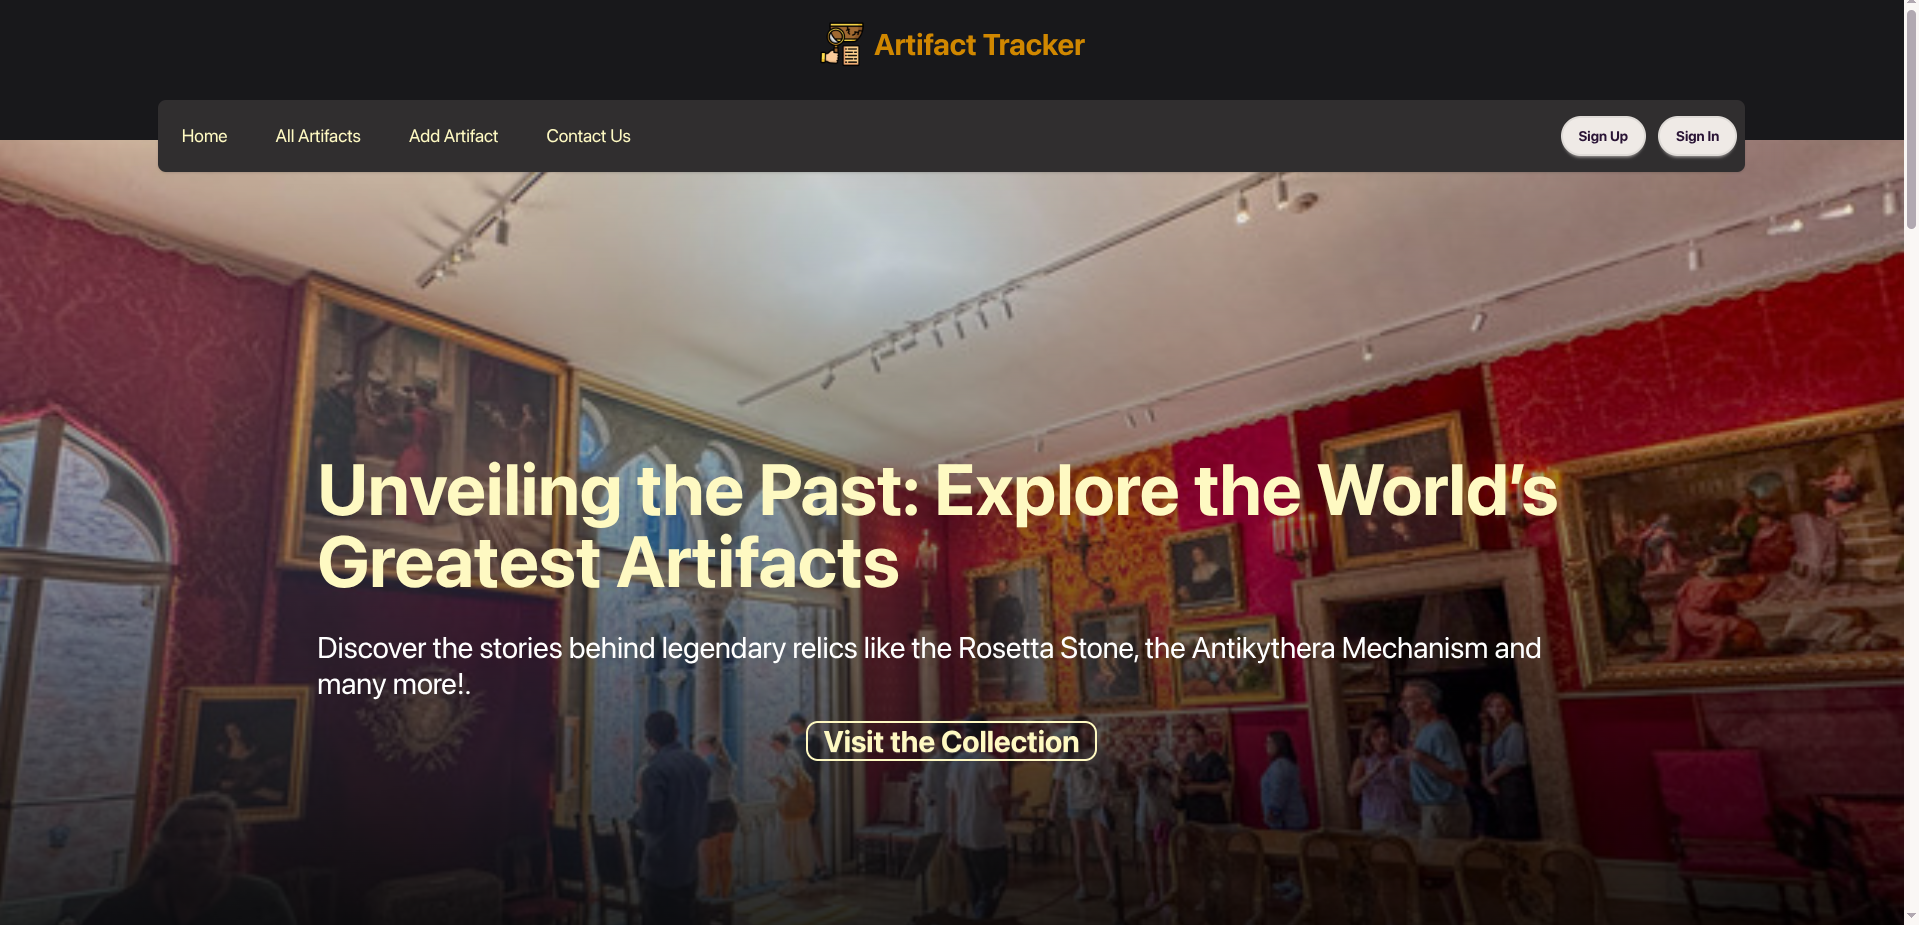 Artifact Tracker
Home All Artifacts Add Artifact Contact Us Sign Up Sign In
Unveiling the Past: Explore the World’s
Greatest Artifacts
Discover the stories behind legendary relics like the Rosetta Stone, the Antikythera Mechanism and
many more!.
Visit the Collection